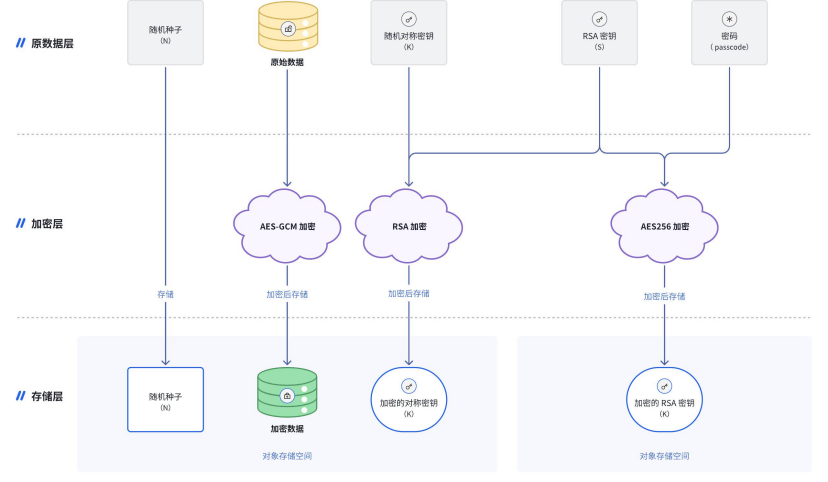 原数据层
随机种子
(N)
原始数据
随机对称密钥
(K)
RSA 密钥
(S)
密码
( passcode)
加密层
AES-GCM 加密
RSA 加密
AES256 加密
存储
加密后存储
加密后存储
加密后存储
存储层
随机种子
(N)
加密数据
加密的对称密钥
(K)
加密的 RSA 密钥
(K)
对象存储空间
对象存储空间